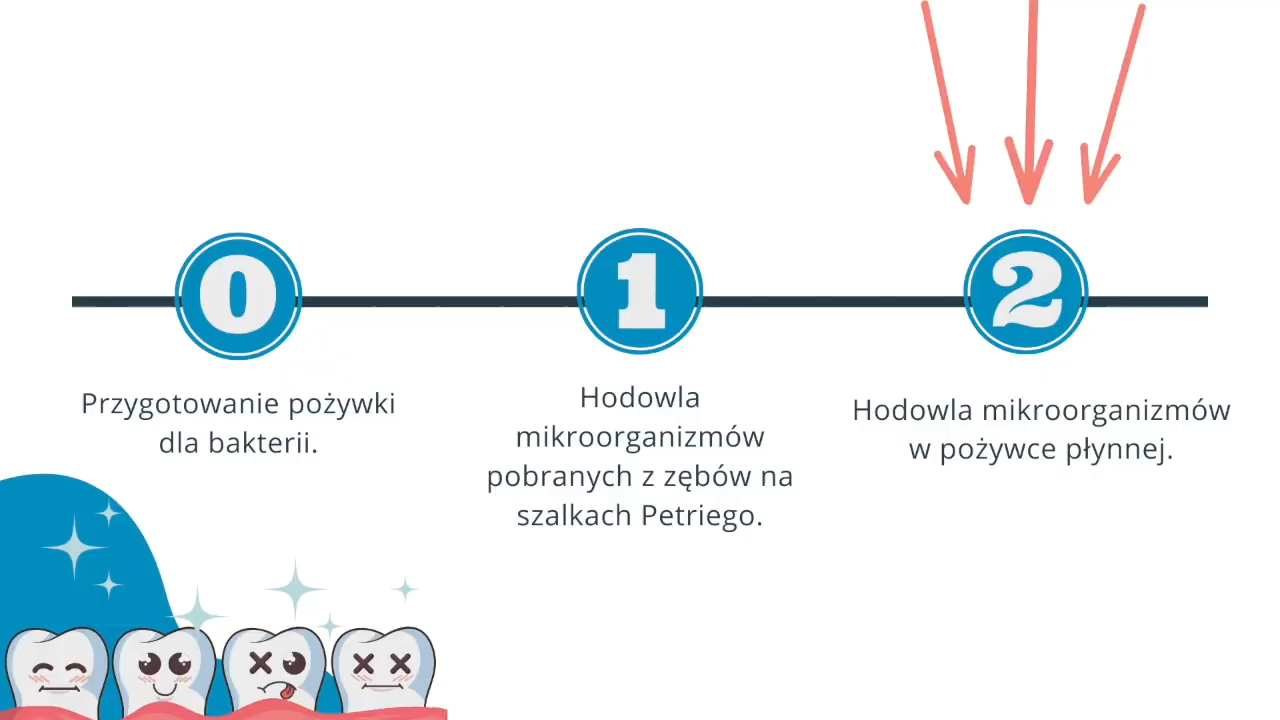 0
Przygotowanie pożywki
dla bakterii.
1
Hodowla
mikroorganizmów
pobranych z zębów na
szalkach Petriego.
2
Hodowla mikroorganizmów
w pożywce płynnej.